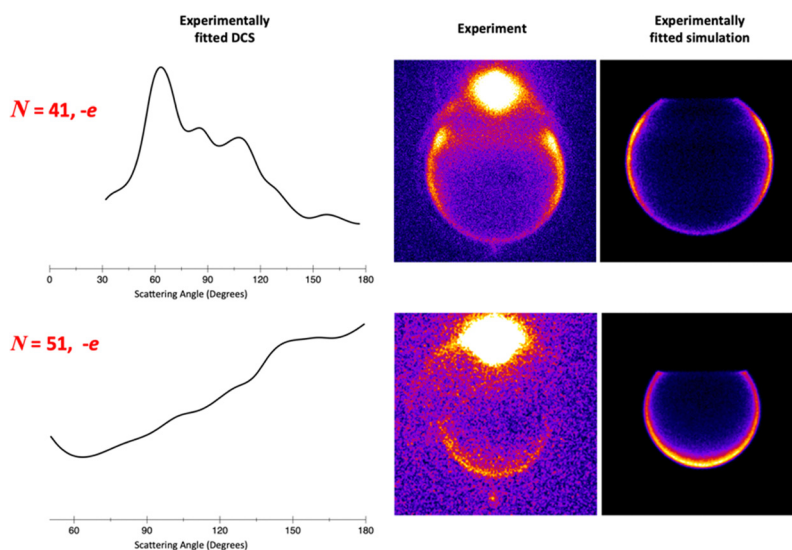 Experimentally
fitted DCS
Experiment
Experimentally
fitted simulation
N = 41, -e
0 30 60 90 120 150 180
Scattering Angle (Degrees)
N = 51, -e
60 90 120 150 180
Scattering Angle (Degrees)